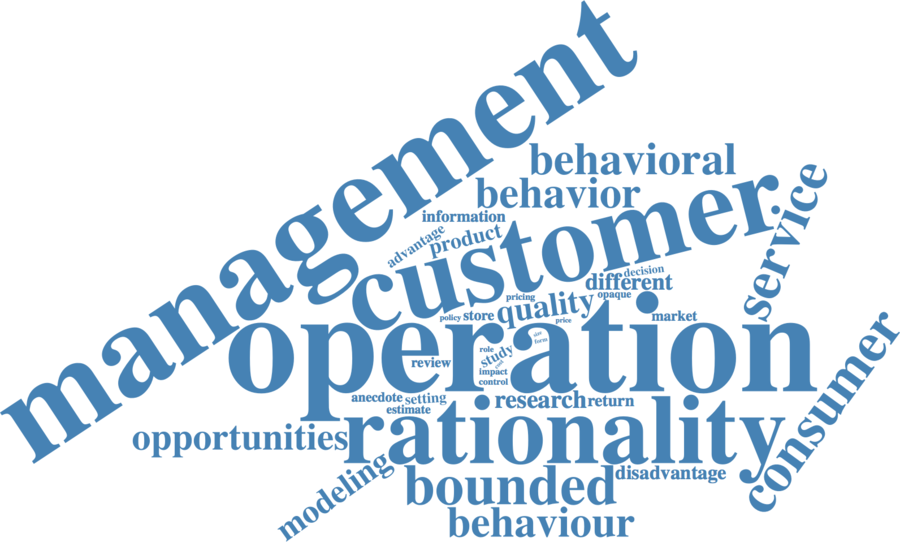 management
behavioral
behavior
service
customer
information
advantage
product
decision
different
pricing
opaque
quality
policy
store
price
market
operation
size
form
role
study
review
impact
control
consumer
anecdote
setting
estimate
research
return
opportunities
rationality
disadvantage
modeling
bounded
behaviour